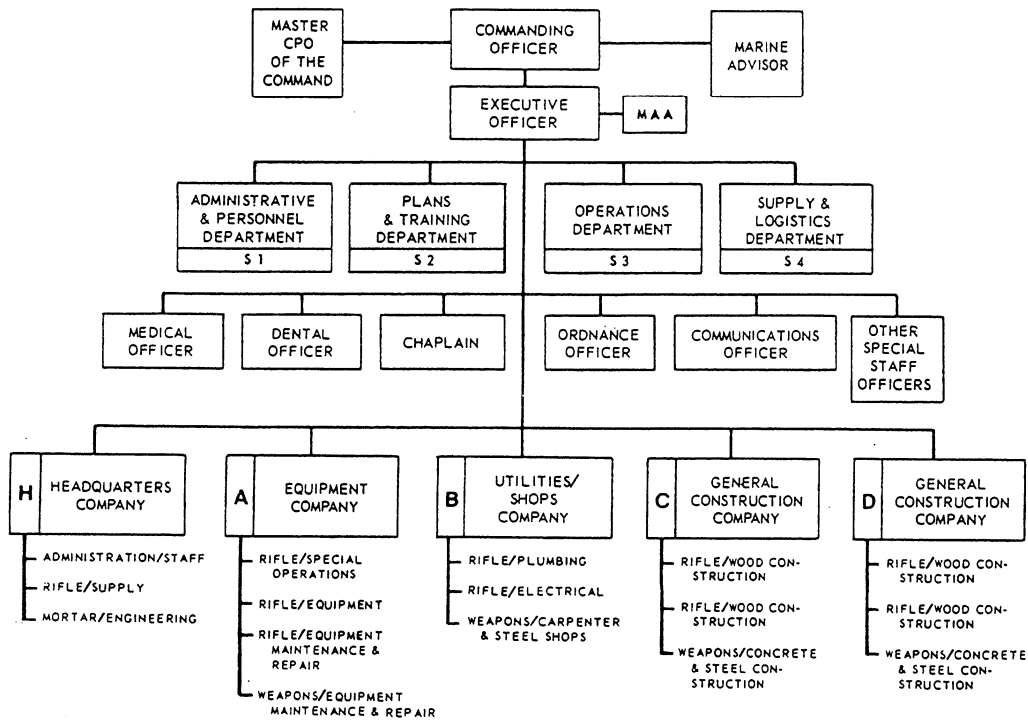 MASTER
CPO
OF THE
COMMAND
COMMANDING
OFFICER
MARINE
ADVISOR
EXECUTIVE
OFFICER
MAA
ADMINISTRATIVE
& PERSONNEL
DEPARTMENT
S 1
PLANS
& TRAINING
DEPARTMENT
S 2
OPERATIONS
DEPARTMENT
S 3
SUPPLY &
LOGISTICS
DEPARTMENT
S 4
MEDICAL
OFFICER
DENTAL
OFFICER
CHAPLAIN
ORDNANCE
OFFICER
COMMUNICATIONS
OFFICER
OTHER
SPECIAL
STAFF
OFFICERS
H
HEADQUARTERS
COMPANY
ADMINISTRATION/STAFF
RIFLE/SUPPLY
MORTAR/ENGINEERING
A
EQUIPMENT
COMPANY
RIFLE/SPECIAL
OPERATIONS
RIFLE/EQUIPMENT
RIFLE/EQUIPMENT
MAINTENANCE &
REPAIR
WEAPONS/EQUIPMENT
MAINTENANCE & REPAIR
B
UTILITIES/
SHOPS
COMPANY
RIFLE/PLUMBING
RIFLE/ELECTRICAL
WEAPONS/CARPENTER
& STEEL SHOPS
C
GENERAL
CONSTRUCTION
COMPANY
RIFLE/WOOD CON-
STRUCTION
RIFLE/WOOD CON-
STRUCTION
WEAPONS/CONCRETE
& STEEL CON-
STRUCTION
D
GENERAL
CONSTRUCTION
COMPANY
RIFLE/WOOD CON-
STRUCTION
RIFLE/WOOD CON-
STRUCTION
WEAPONS/CONCRETE
& STEEL CON-
STRUCTION